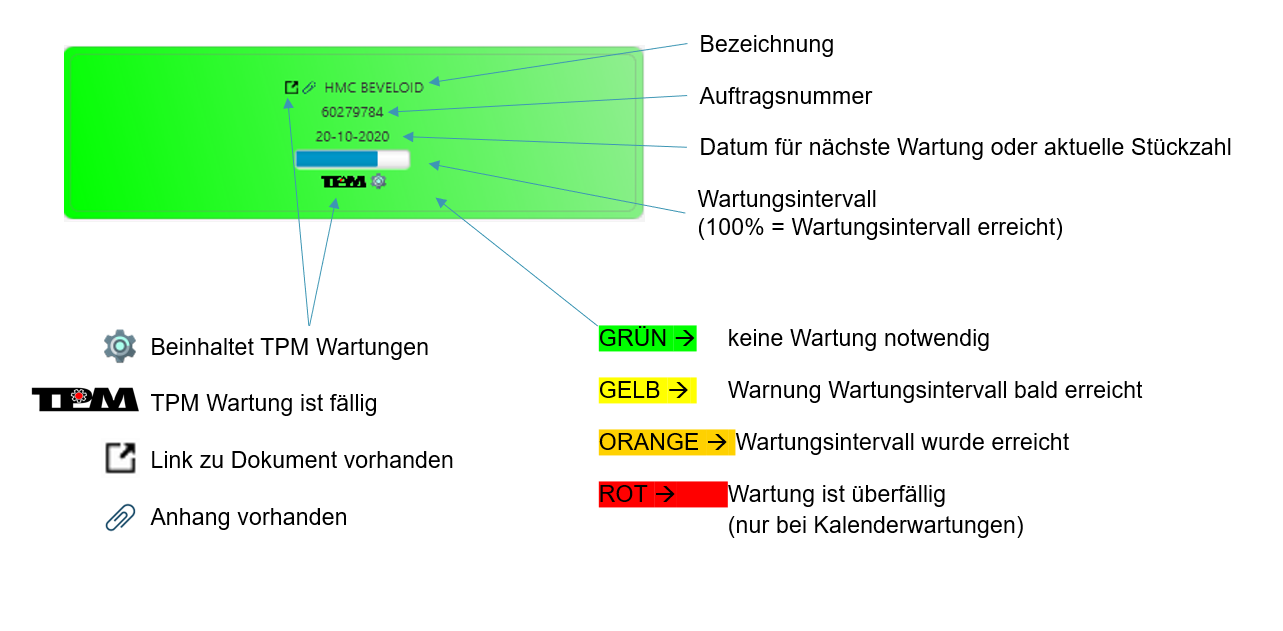 Bezeichnung
HMC BEVELOID
Auftragsnummer
60279784
20-10-2020
Datum für nächste Wartung oder aktuelle Stückzahl
TPM
Wartungsintervall
(100% = Wartungsintervall erreicht)
Beinhaltet TPM Wartungen
TPM TPM Wartung ist fällig
Link zu Dokument vorhanden
Anhang vorhanden
GRÜN → keine Wartung notwendig
GELB → Warnung Wartungsintervall bald erreicht
ORANGE → Wartungsintervall wurde erreicht
ROT → Wartung ist überfällig
(nur bei Kalenderwartungen)